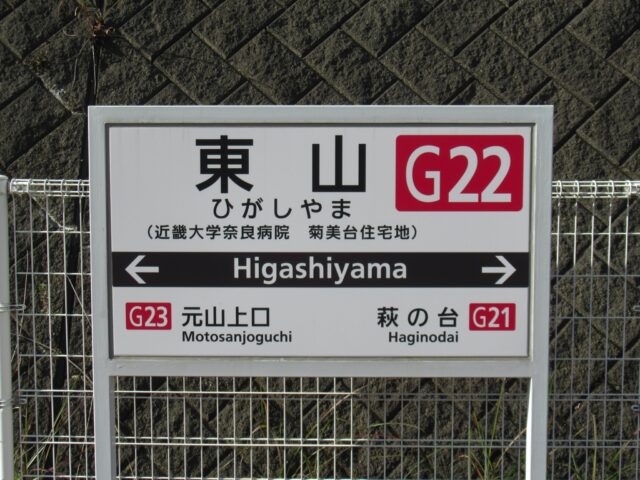 東山 G22
ひがしやま
(近畿大学奈良病院 菊美台住宅地)
← Higashiyama →
G23 元山上口 萩の台 G21
Motosanjoguchi Haginodai